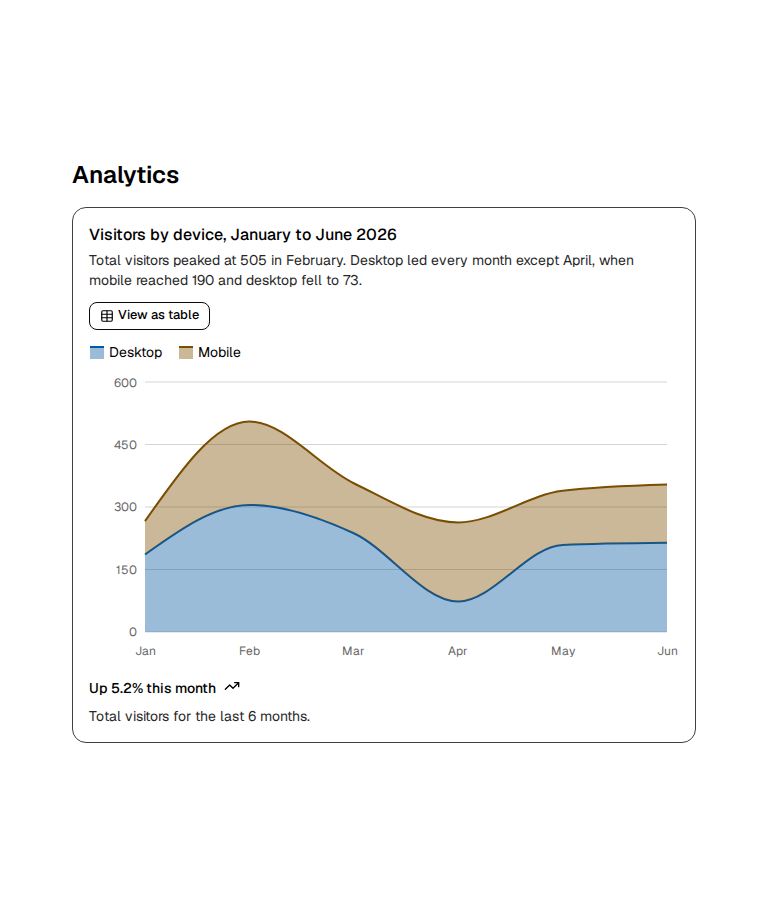 Analytics
Visitors by device, January to June 2026
Total visitors peaked at 505 in February. Desktop led every month except April, when
mobile reached 190 and desktop fell to 73.
View as table
Desktop Mobile
600
450
300
150
0
Jan Feb Mar Apr May Jun
Up 5.2% this month
Total visitors for the last 6 months.